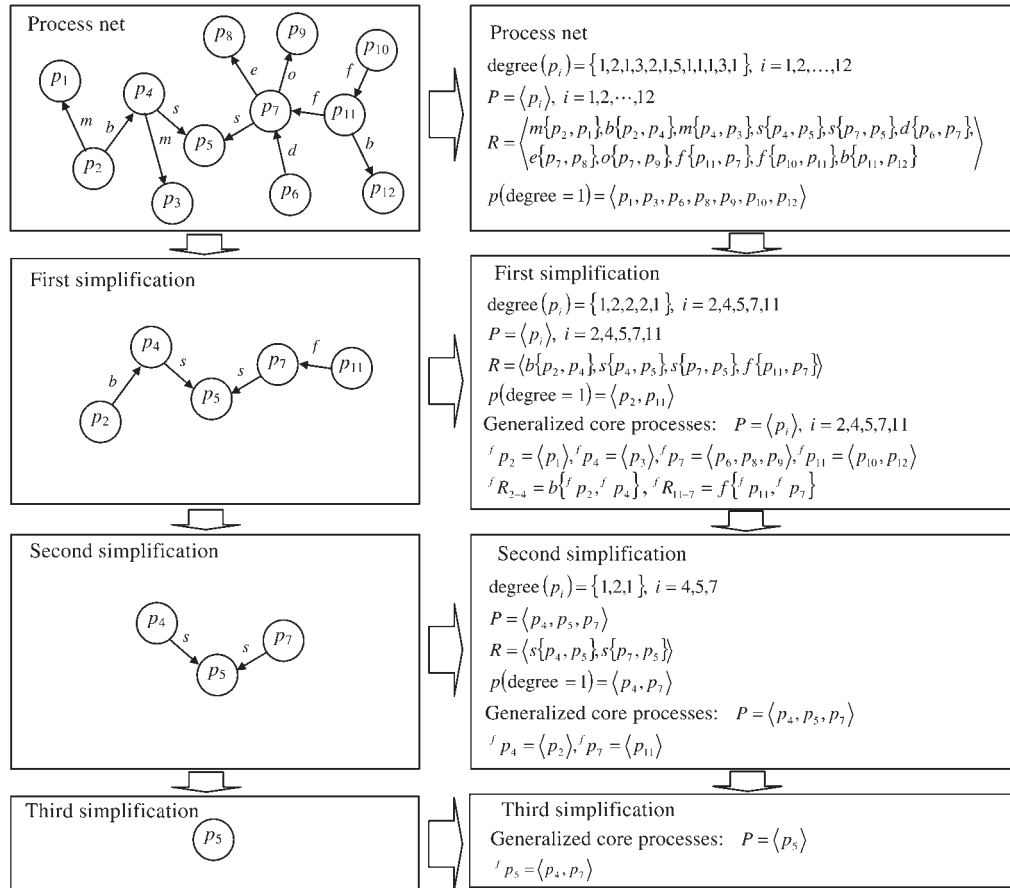 Process net
p₈
p₉
p₁₀
p₁
e
o
f
p₄
p₇
f
p₁₁
m
b
s
s
p₅
m
b
p₂
d
p₃
p₆
p₁₂
Process net
degree(pᵢ) = {1,2,1,3,2,1,5,1,1,1,3,1}, i = 1,2,…,12
P = ⟨pᵢ⟩, i = 1,2,⋯,12
R = ⟨m{p₂,p₁},b{p₂,p₄},m{p₄,p₃},s{p₄,p₅},s{p₇,p₅},d{p₆,p₇},
e{p₇,p₈},o{p₇,p₉},f{p₁₁,p₇},f{p₁₀,p₁₁},b{p₁₁,p₁₂}⟩
p(degree = 1) = ⟨p₁, p₃, p₆, p₈, p₉, p₁₀, p₁₂⟩
First simplification
p₄
s
p₇
f
p₁₁
b
s
p₅
p₂
First simplification
degree(pᵢ) = {1,2,2,2,1}, i = 2,4,5,7,11
P = ⟨pᵢ⟩, i = 2,4,5,7,11
R = ⟨b{p₂,p₄},s{p₄,p₅},s{p₇,p₅},f{p₁₁,p₇}⟩
p(degree = 1) = ⟨p₂, p₁₁⟩
Generalized core processes: P = ⟨pᵢ⟩, i = 2,4,5,7,11
ᶠp₂ = ⟨p₁⟩, ᶠp₄ = ⟨p₃⟩, ᶠp₇ = ⟨p₆, p₈, p₉⟩, ᶠp₁₁ = ⟨p₁₀, p₁₂⟩
ᶠR₂₋₄ = b{ᶠp₂, ᶠp₄}, ᶠR₁₁₋₇ = f{ᶠp₁₁, ᶠp₇}
Second simplification
p₄
s
p₇
s
p₅
Second simplification
degree(pᵢ) = {1,2,1}, i = 4,5,7
P = ⟨p₄, p₅, p₇⟩
R = ⟨s{p₄,p₅},s{p₇,p₅}⟩
p(degree = 1) = ⟨p₄, p₇⟩
Generalized core processes: P = ⟨p₄, p₅, p₇⟩
ᶠp₄ = ⟨p₂⟩, ᶠp₇ = ⟨p₁₁⟩
Third simplification
p₅
Third simplification
Generalized core processes: P = ⟨p₅⟩
ᶠp₅ = ⟨p₄, p₇⟩